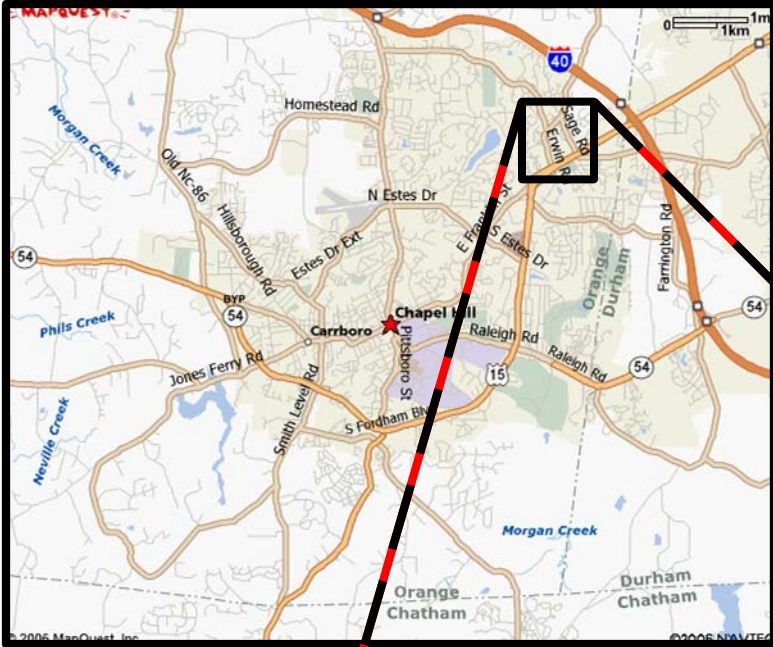 MAPQUEST
0 1m
1km
40
Homestead Rd
Sage Rd
Erwin Rd
Morgan Creek
Old Nc-86
N Estes Dr
E Franklin St
S Estes Dr
Hillsborough Rd
Estes Dr Ext
Farrington Rd
Orange
Durham
54
BYP
54
Chapel Hill
54
Phils Creek
Carrboro
Pittsboro St
Raleigh Rd
Raleigh Rd
54
Jones Ferry Rd
15
Smith Level Rd
S Fordham Blv
Neville Creek
Morgan Creek
Orange
Chatham
Durham
Chatham
© 2006 MapQuest, Inc
©2006 NAVTEQ